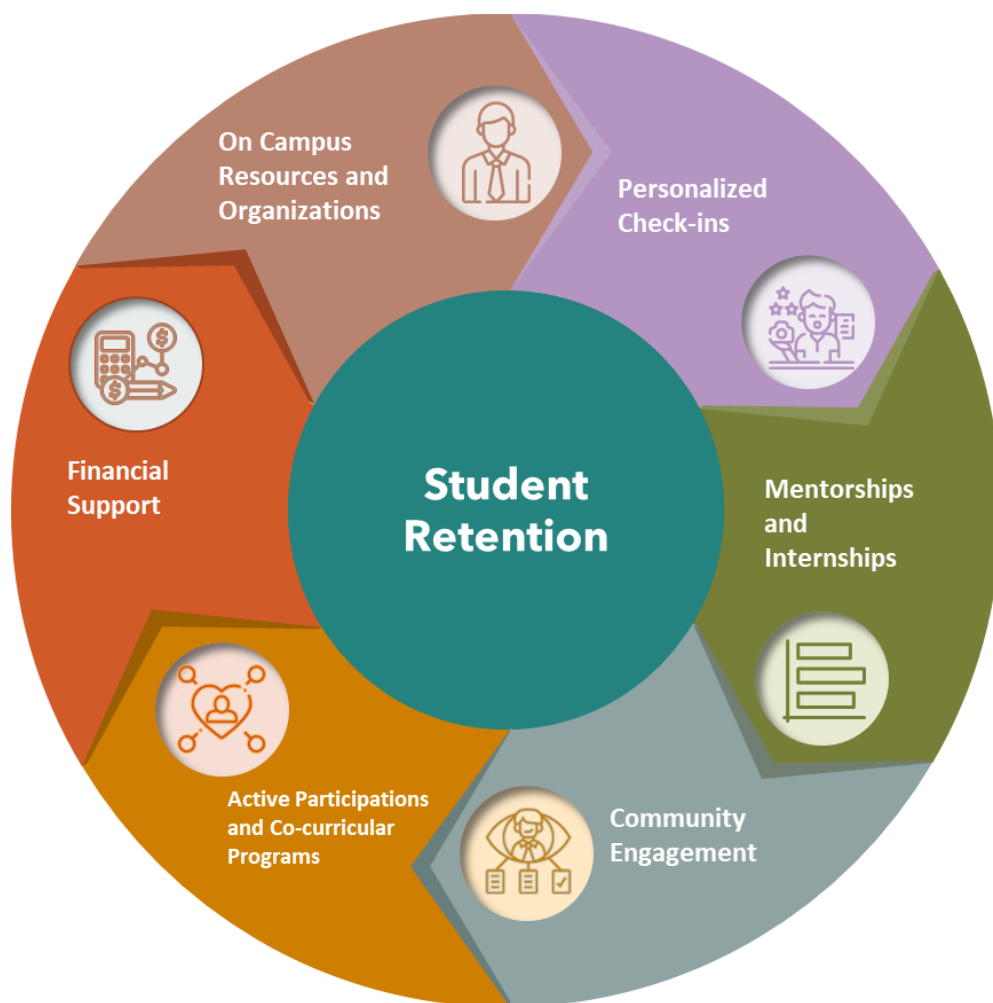 On Campus
Resources and
Organizations
Personalized
Check-ins
Financial
Support
Student
Retention
Mentorships
and
Internships
Active Participations
and Co-curricular
Programs
Community
Engagement